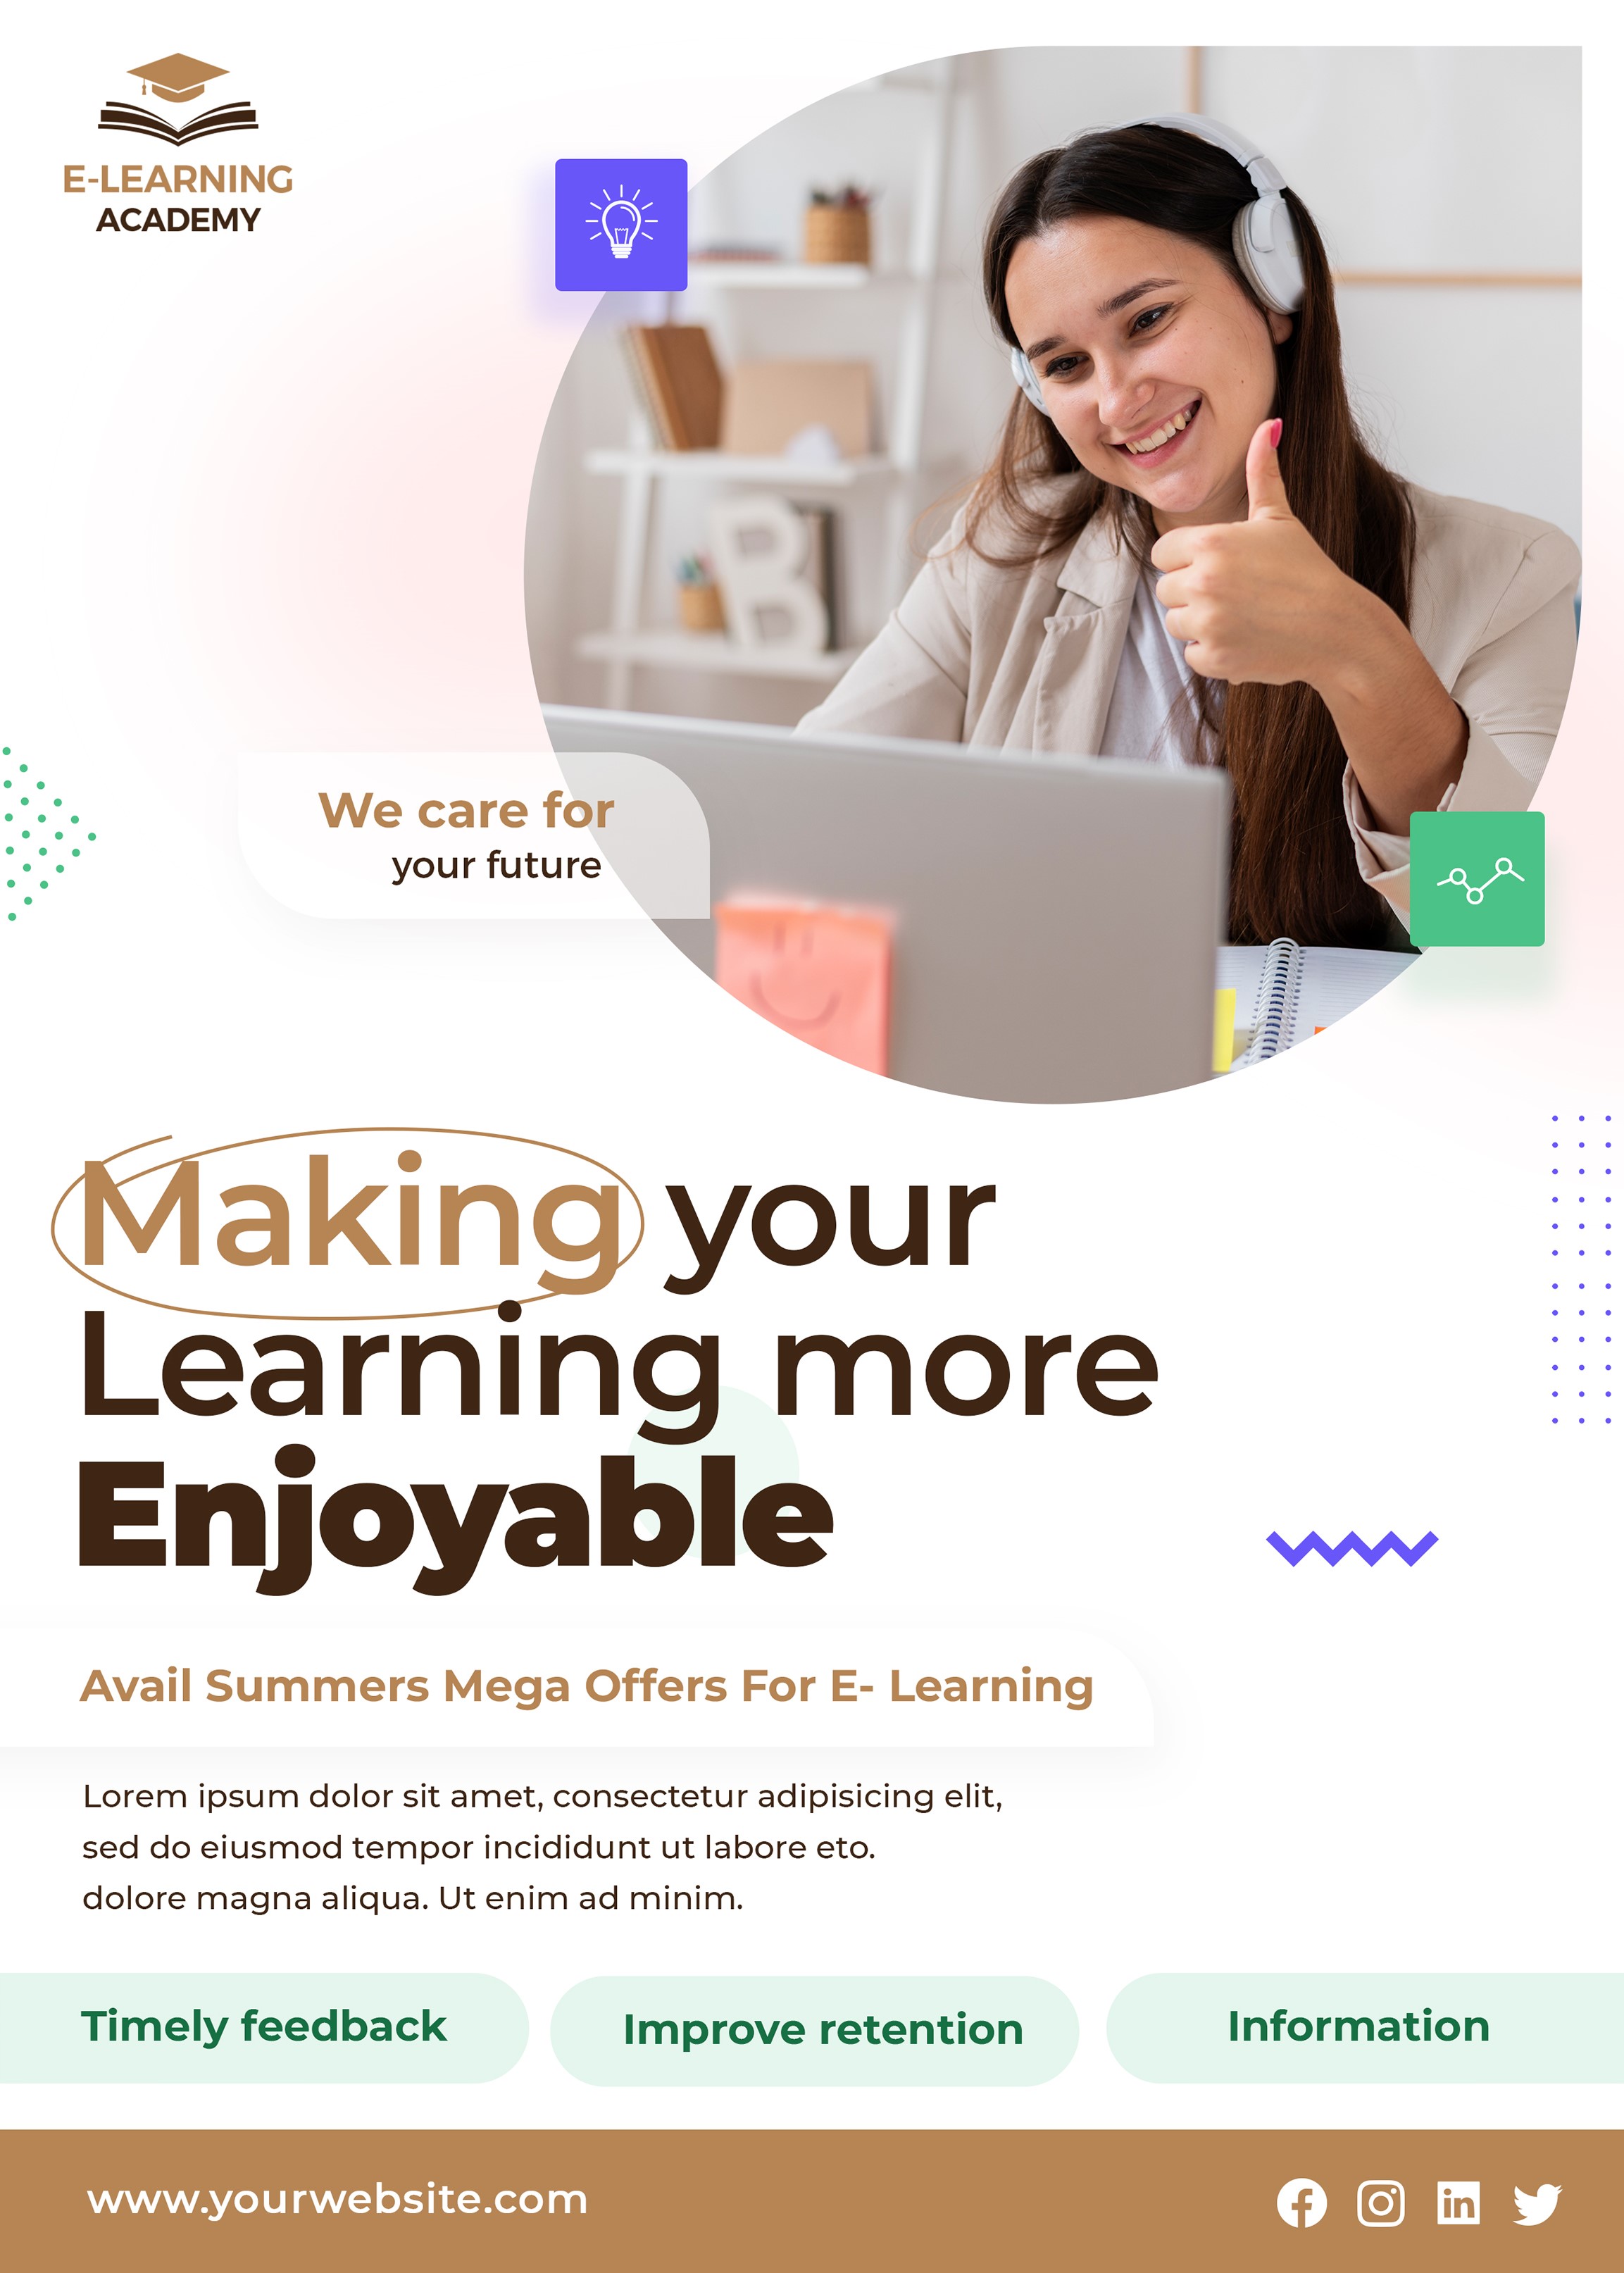 E-LEARNING
ACADEMY
B
We care for
your future
Making your
Learning more
Enjoyable
Avail Summers Mega Offers For E- Learning
Lorem ipsum dolor sit amet, consectetur adipisicing elit,
sed do eiusmod tempor incididunt ut labore eto.
dolore magna aliqua. Ut enim ad minim.
Timely feedback
Improve retention
Information
www.yourwebsite.com